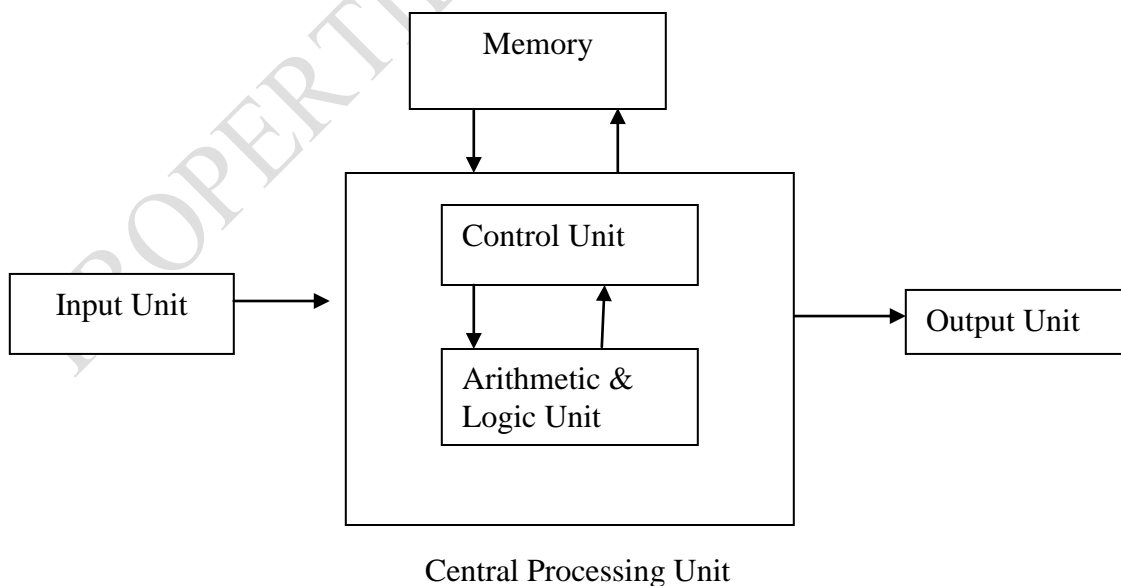 Memory
Control Unit
Input Unit
Output Unit
Arithmetic &
Logic Unit
Central Processing Unit